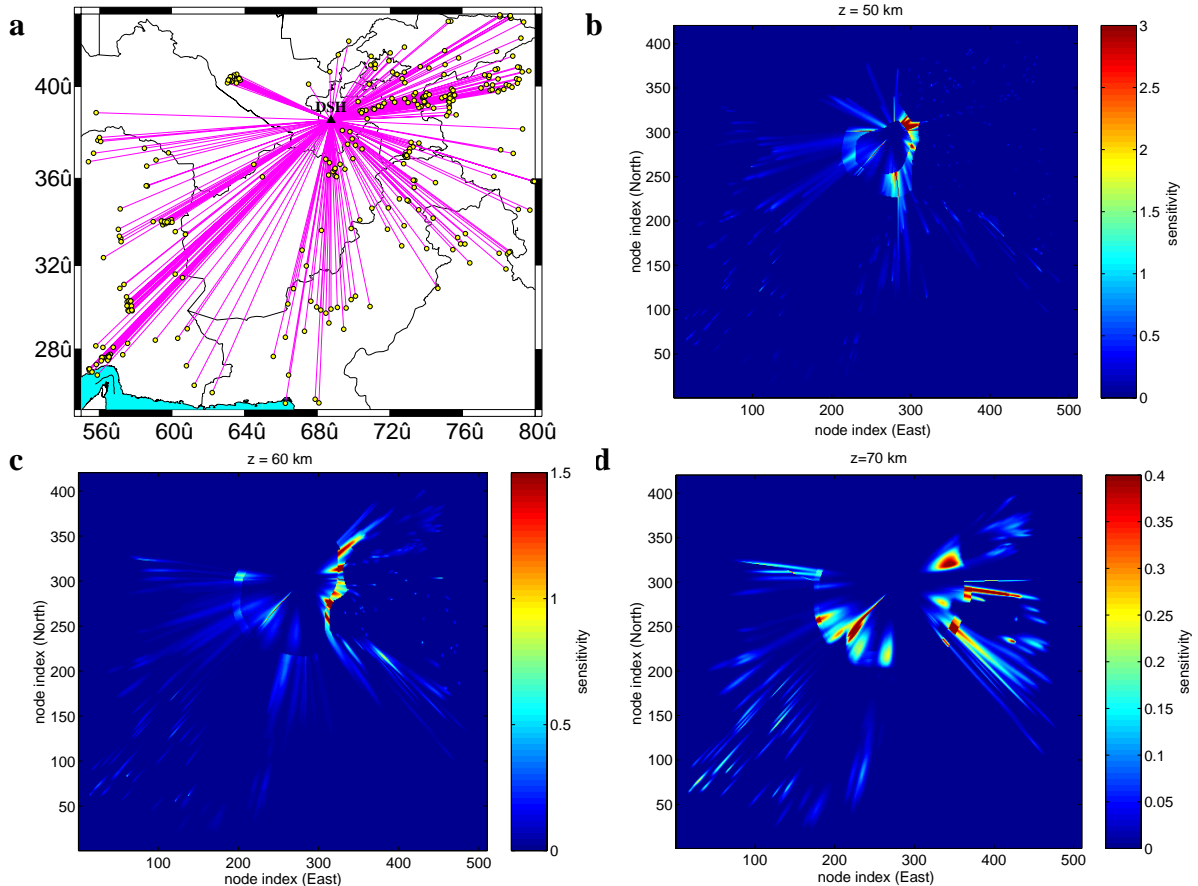 a
40û
36û
32û
28û
56û 60û 64û 68û 72û 76û 80û
DSH
b
z = 50 km
node index (North)
400
350
300
250
200
150
100
50
100 200 300 400 500
node index (East)
3
2.5
2
1.5
1
0.5
0
sensitivity
c
z = 60 km
node index (North)
400
350
300
250
200
150
100
50
100 200 300 400 500
node index (East)
1.5
1
0.5
0
sensitivity
d
z=70 km
node index (North)
400
350
300
250
200
150
100
50
100 200 300 400 500
node index (East)
0.4
0.35
0.3
0.25
0.2
0.15
0.1
0.05
0
sensitivity